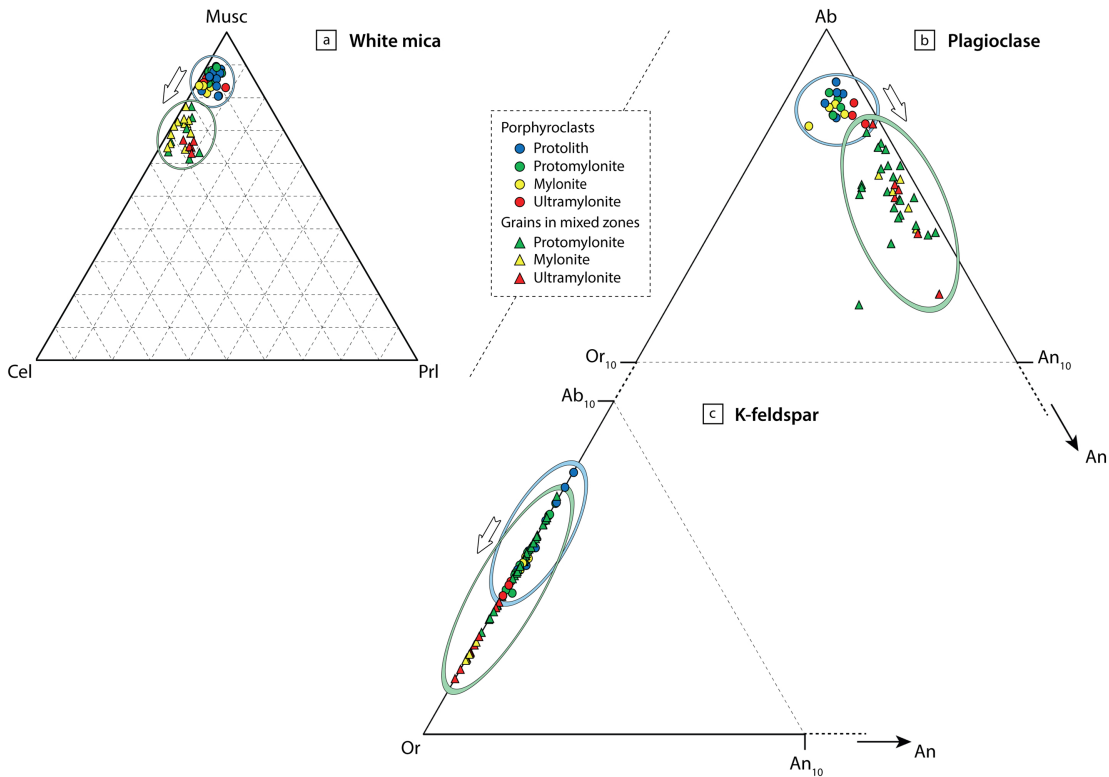 Musc
a White mica
Cel
Prl
Porphyroclasts
Protolith
Protomylonite
Mylonite
Ultramylonite
Grains in mixed zones
Protomylonite
Mylonite
Ultramylonite
Ab
b Plagioclase
Or10
An10
An
Ab10
c K-feldspar
Or
An10
An